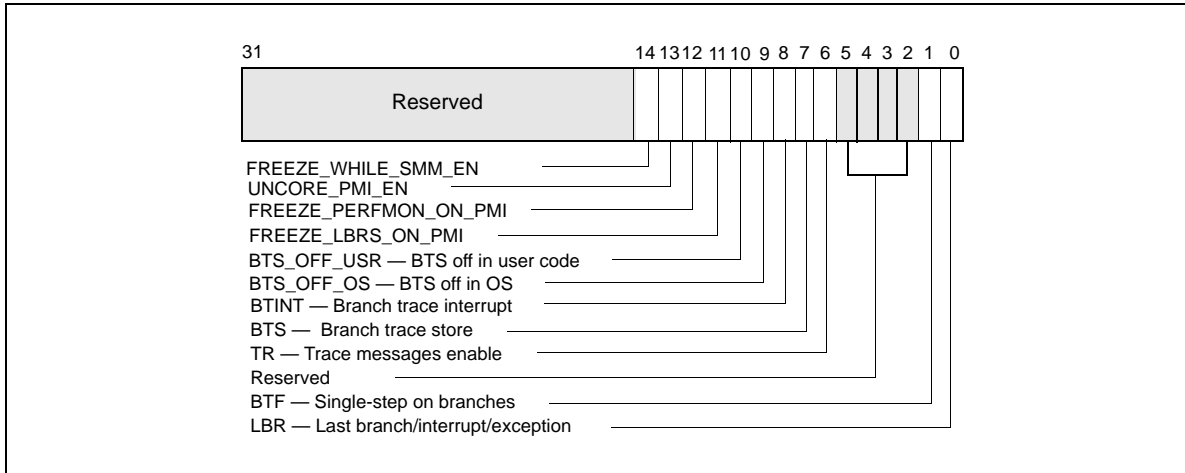 31 14 13 12 11 10 9 8 7 6 5 4 3 2 1 0
Reserved
FREEZE_WHILE_SMM_EN
UNCORE_PMI_EN
FREEZE_PERFMON_ON_PMI
FREEZE_LBRS_ON_PMI
BTS_OFF_USR — BTS off in user code
BTS_OFF_OS — BTS off in OS
BTINT — Branch trace interrupt
BTS — Branch trace store
TR — Trace messages enable
Reserved
BTF — Single-step on branches
LBR — Last branch/interrupt/exception